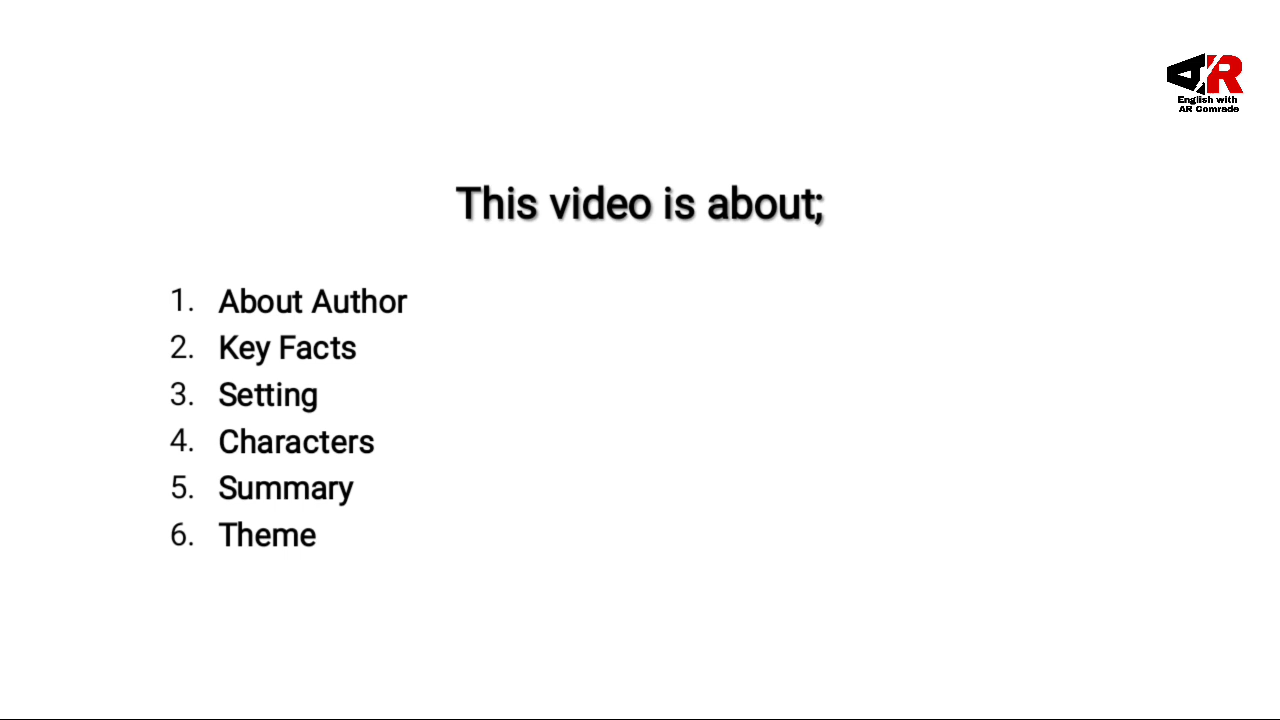 AR
English with
AR Comrade
This video is about;
1. About Author
2. Key Facts
3. Setting
4. Characters
5. Summary
6. Theme